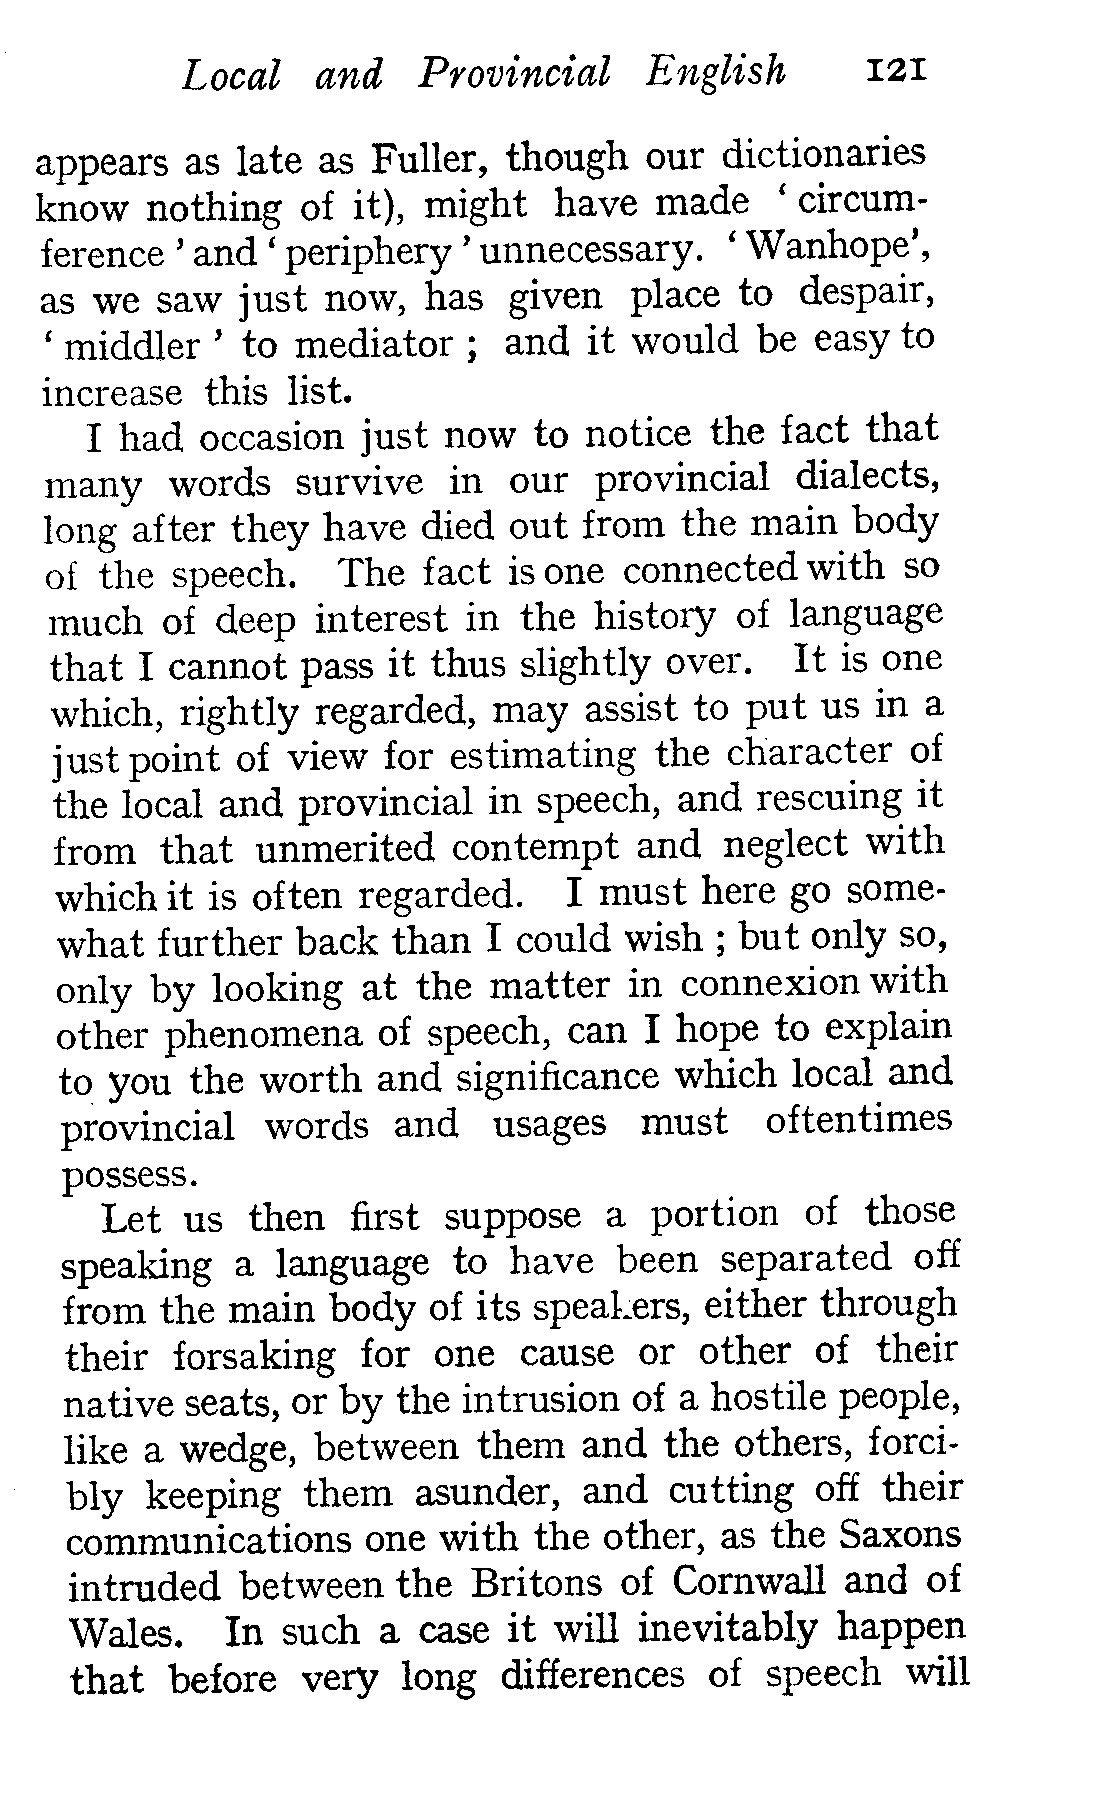 Local and Provincial English 121
appears as late as Fuller, though our dictionaries
know nothing of it), might have made ‘ circum-
ference ’ and ‘ periphery ’ unnecessary. ‘ Wanhope’,
as we saw just now, has given place to despair,
‘ middler ’ to mediator ; and it would be easy to
increase this list.
I had occasion just now to notice the fact that
many words survive in our provincial dialects,
long after they have died out from the main body
of the speech. The fact is one connected with so
much of deep interest in the history of language
that I cannot pass it thus slightly over. It is one
which, rightly regarded, may assist to put us in a
just point of view for estimating the character of
the local and provincial in speech, and rescuing it
from that unmerited contempt and neglect with
which it is often regarded. I must here go some-
what further back than I could wish ; but only so,
only by looking at the matter in connexion with
other phenomena of speech, can I hope to explain
to you the worth and significance which local and
provincial words and usages must oftentimes
possess.
Let us then first suppose a portion of those
speaking a language to have been separated off
from the main body of its speakers, either through
their forsaking for one cause or other of their
native seats, or by the intrusion of a hostile people,
like a wedge, between them and the others, forci-
bly keeping them asunder, and cutting off their
communications one with the other, as the Saxons
intruded between the Britons of Cornwall and of
Wales. In such a case it will inevitably happen
that before very long differences of speech will